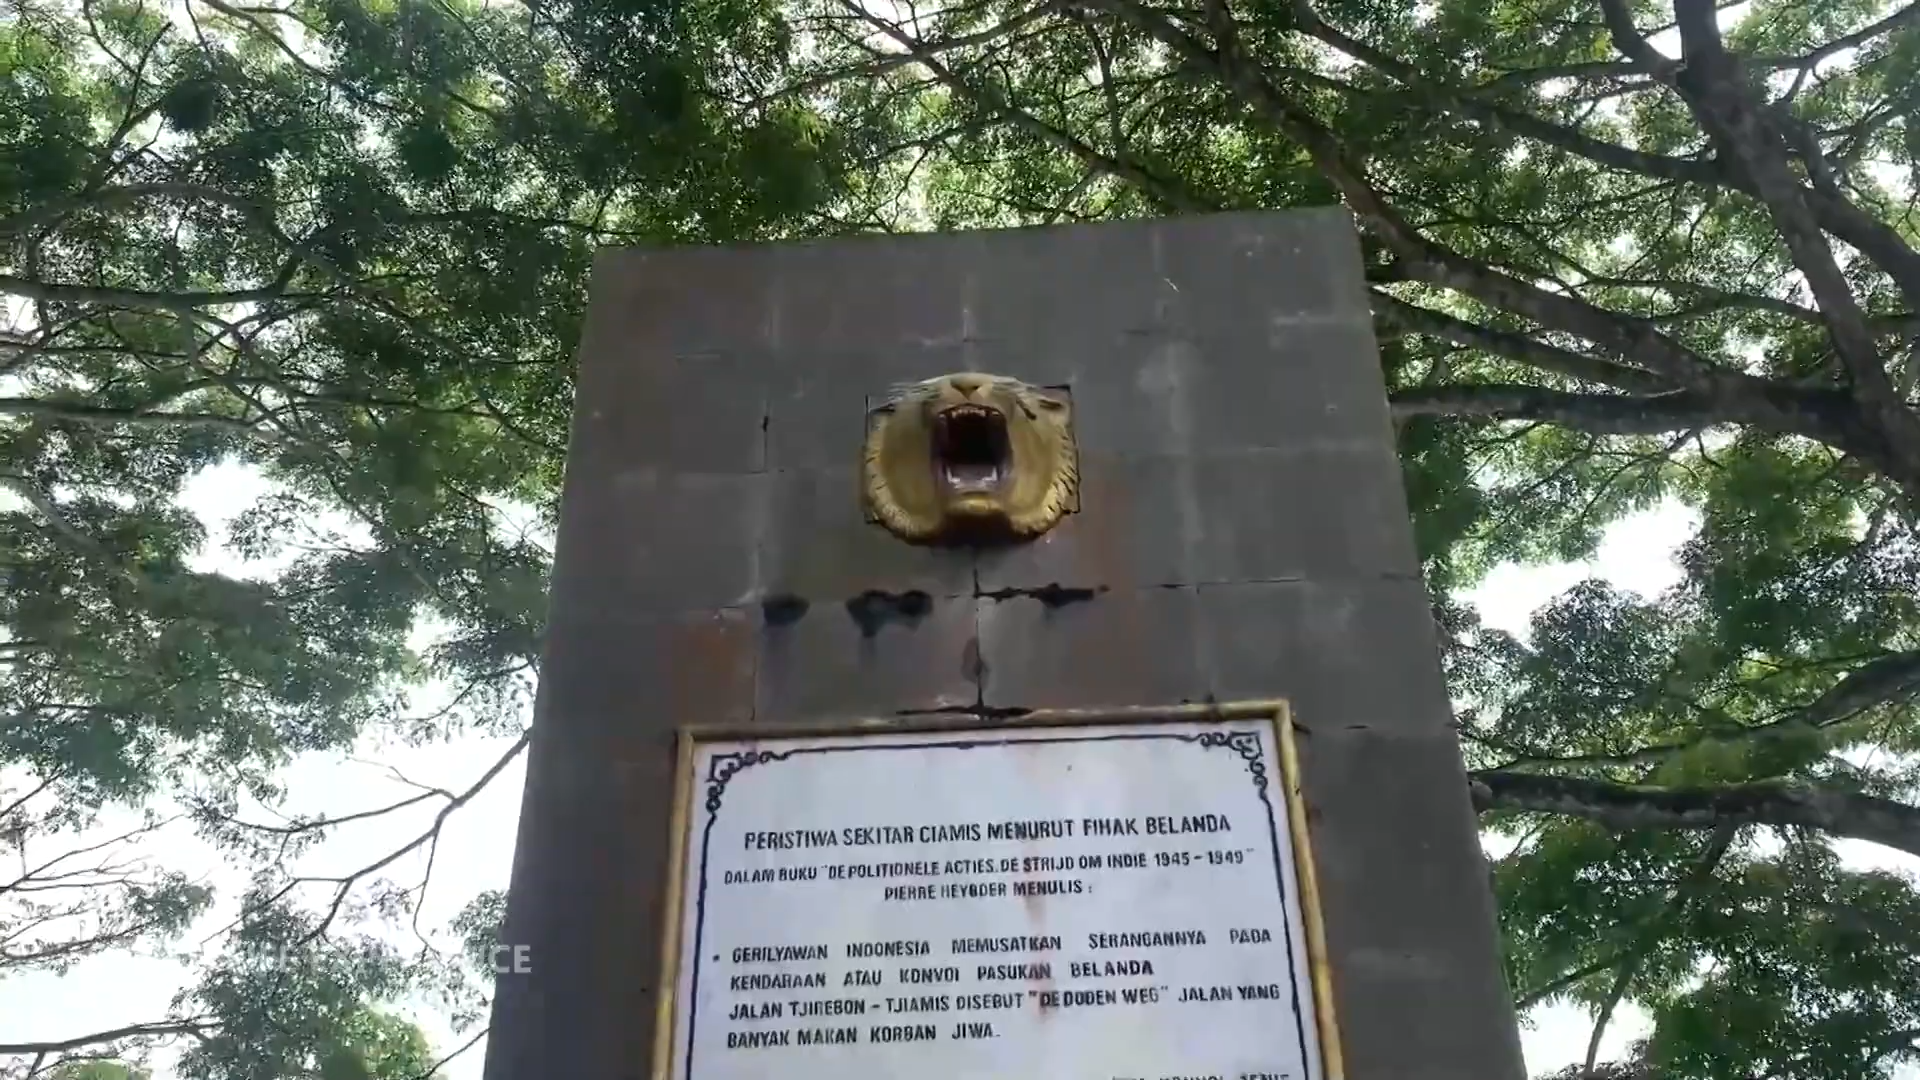 PERISTIWA SEKITAR CIAMIS MENURUT FIHAK BELANDA
DALAM BUKU "DE POLITIONELE ACTIES. DE STRIJD OM INDIE 1945 - 1949"
PIERRE HEYBOER MENULIS :
• GERILYAWAN INDONESIA MEMUSATKAN SERANGANNYA PADA
KENDARAAN ATAU KONVOI PASUKAN BELANDA
JALAN TJIREBON - TJIAMIS DISEBUT "DE DODEN WEG" JALAN YANG
BANYAK MAKAN KORBAN JIWA.